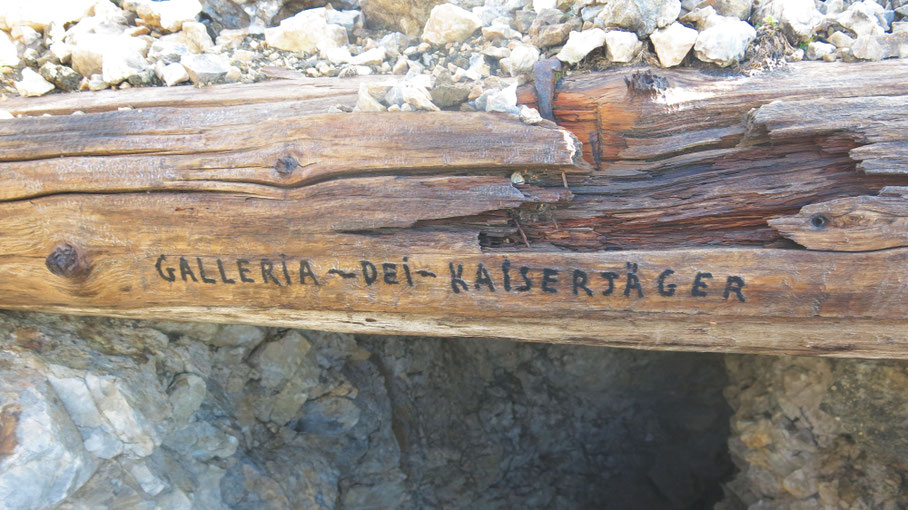 GALLERiA ~ DEi ~ KAiSERJÄGER